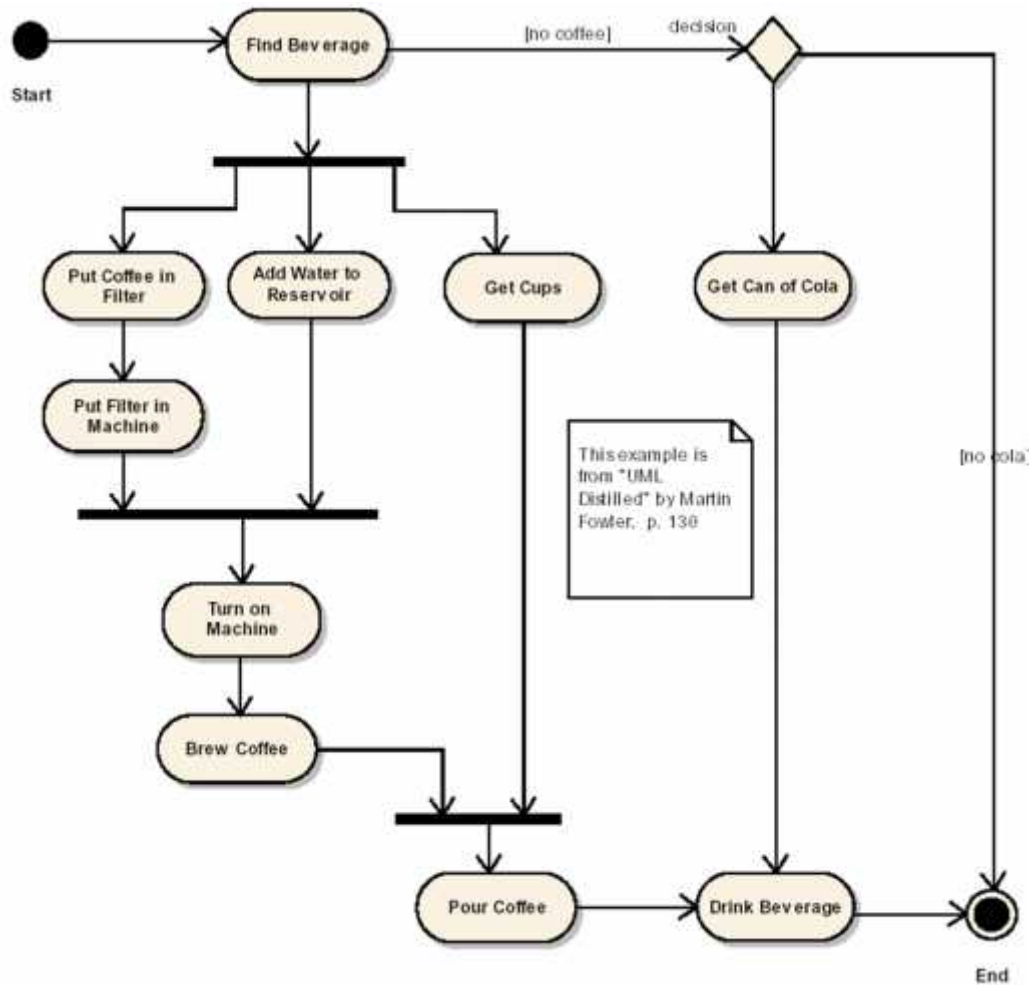 Find Beverage
[no coffee]
decision
Start
Put Coffee in
Filter
Add Water to
Reservoir
Get Cups
Get Can of Cola
Put Filter in
Machine
This example is
from "UML
Distilled" by Martin
Fowler, p. 130
[no cola]
Turn on
Machine
Brew Coffee
Pour Coffee
Drink Beverage
End